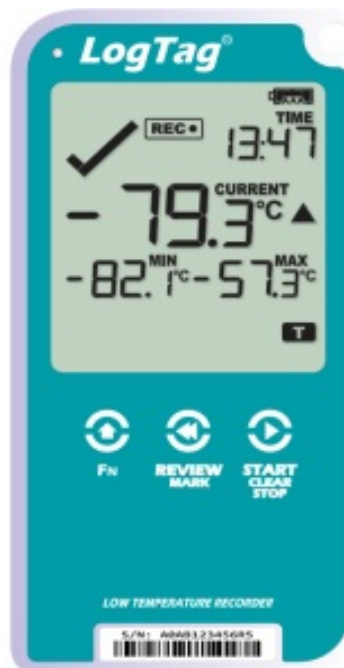 LogTag®
TIME
REC●
13:47
CURRENT
-79.3°C
MIN MAX
-82.1°C -57.3°C
T
FN REVIEW START
MARK CLEAR
STOP
LOW TEMPERATURE RECORDER
S/N: A0AB123456R5